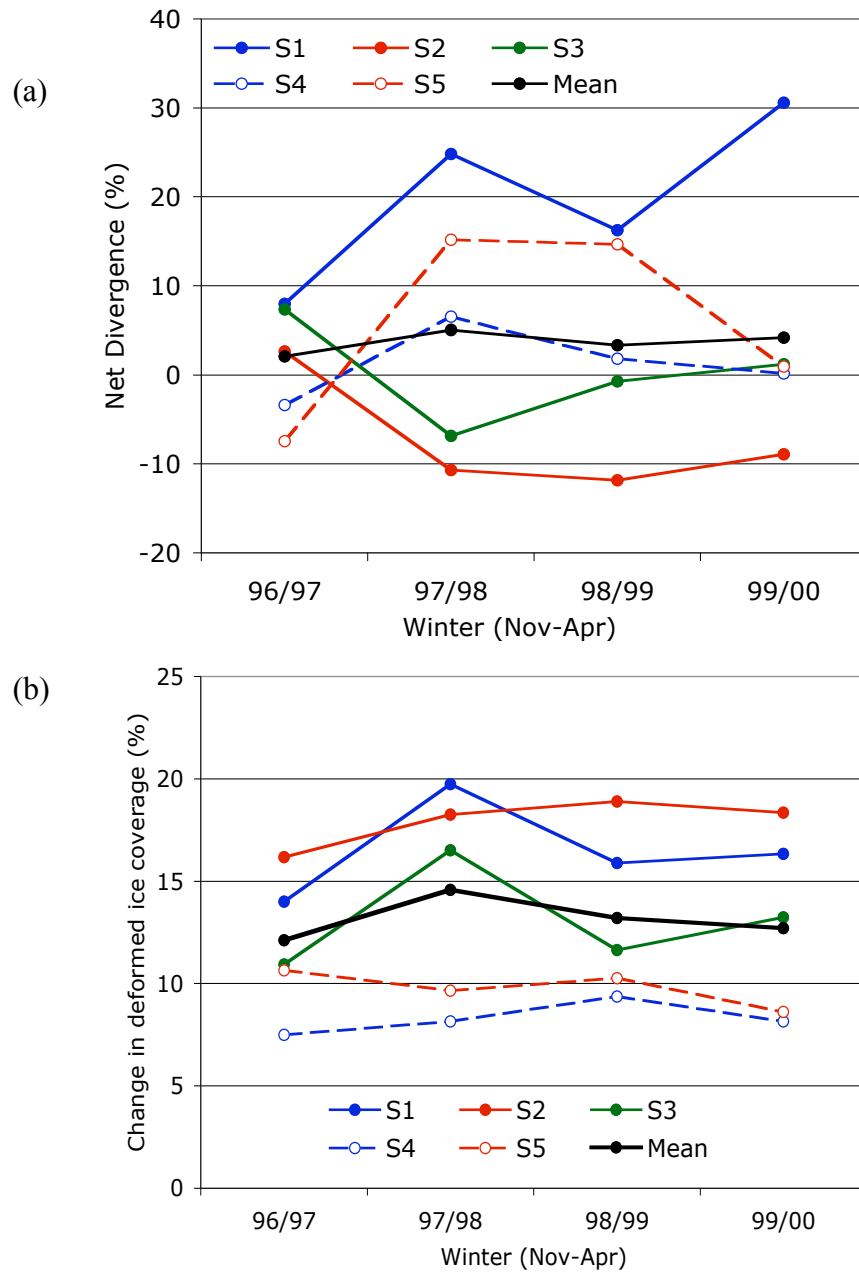 (a)
Net Divergence (%)
40
30
20
10
0
-10
-20
S1 S2 S3
S4 S5 Mean
96/97 97/98 98/99 99/00
Winter (Nov-Apr)
(b)
Change in deformed ice coverage (%)
25
20
15
10
5
0
S1 S2 S3
S4 S5 Mean
96/97 97/98 98/99 99/00
Winter (Nov-Apr)